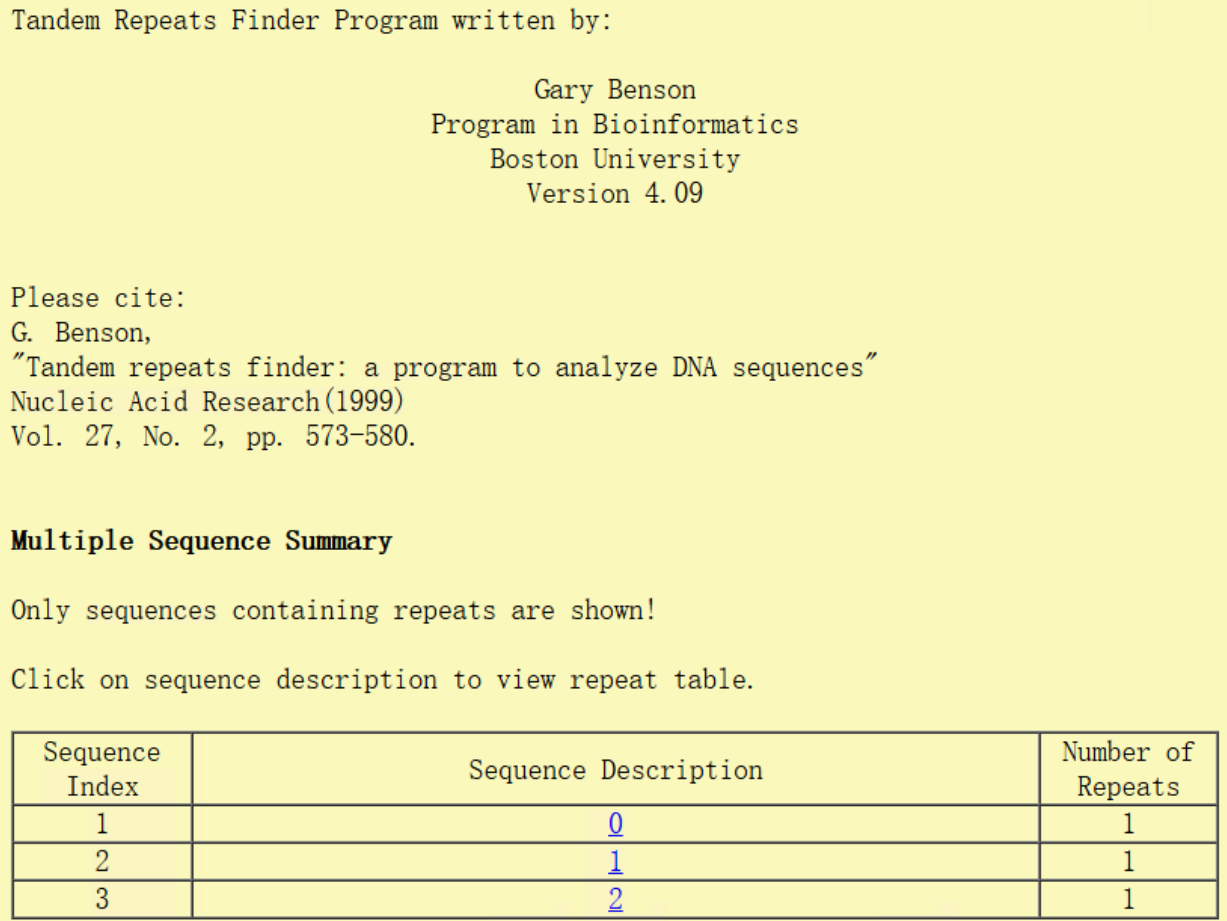 Tandem Repeats Finder Program written by:
Gary Benson
Program in Bioinformatics
Boston University
Version 4.09
Please cite:
G. Benson,
"Tandem repeats finder: a program to analyze DNA sequences"
Nucleic Acid Research(1999)
Vol. 27, No. 2, pp. 573-580.
Multiple Sequence Summary
Only sequences containing repeats are shown!
Click on sequence description to view repeat table.
Sequence Index Sequence Description Number of Repeats
1 0 1
2 1 1
3 2 1